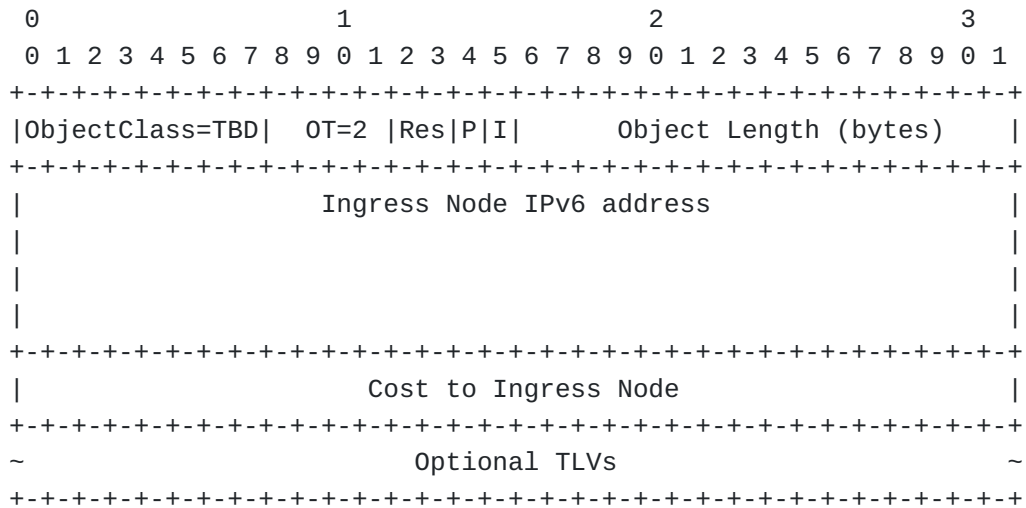 0                   1                   2                   3
 0 1 2 3 4 5 6 7 8 9 0 1 2 3 4 5 6 7 8 9 0 1 2 3 4 5 6 7 8 9 0 1
+-+-+-+-+-+-+-+-+-+-+-+-+-+-+-+-+-+-+-+-+-+-+-+-+-+-+-+-+-+-+-+-+
|ObjectClass=TBD|  OT=2 |Res|P|I|      Object Length (bytes)    |
+-+-+-+-+-+-+-+-+-+-+-+-+-+-+-+-+-+-+-+-+-+-+-+-+-+-+-+-+-+-+-+-+
|                   Ingress Node IPv6 address                   |
|                                                               |
|                                                               |
|                                                               |
+-+-+-+-+-+-+-+-+-+-+-+-+-+-+-+-+-+-+-+-+-+-+-+-+-+-+-+-+-+-+-+-+
|                      Cost to Ingress Node                     |
+-+-+-+-+-+-+-+-+-+-+-+-+-+-+-+-+-+-+-+-+-+-+-+-+-+-+-+-+-+-+-+-+
~                         Optional TLVs                         ~
+-+-+-+-+-+-+-+-+-+-+-+-+-+-+-+-+-+-+-+-+-+-+-+-+-+-+-+-+-+-+-+-+